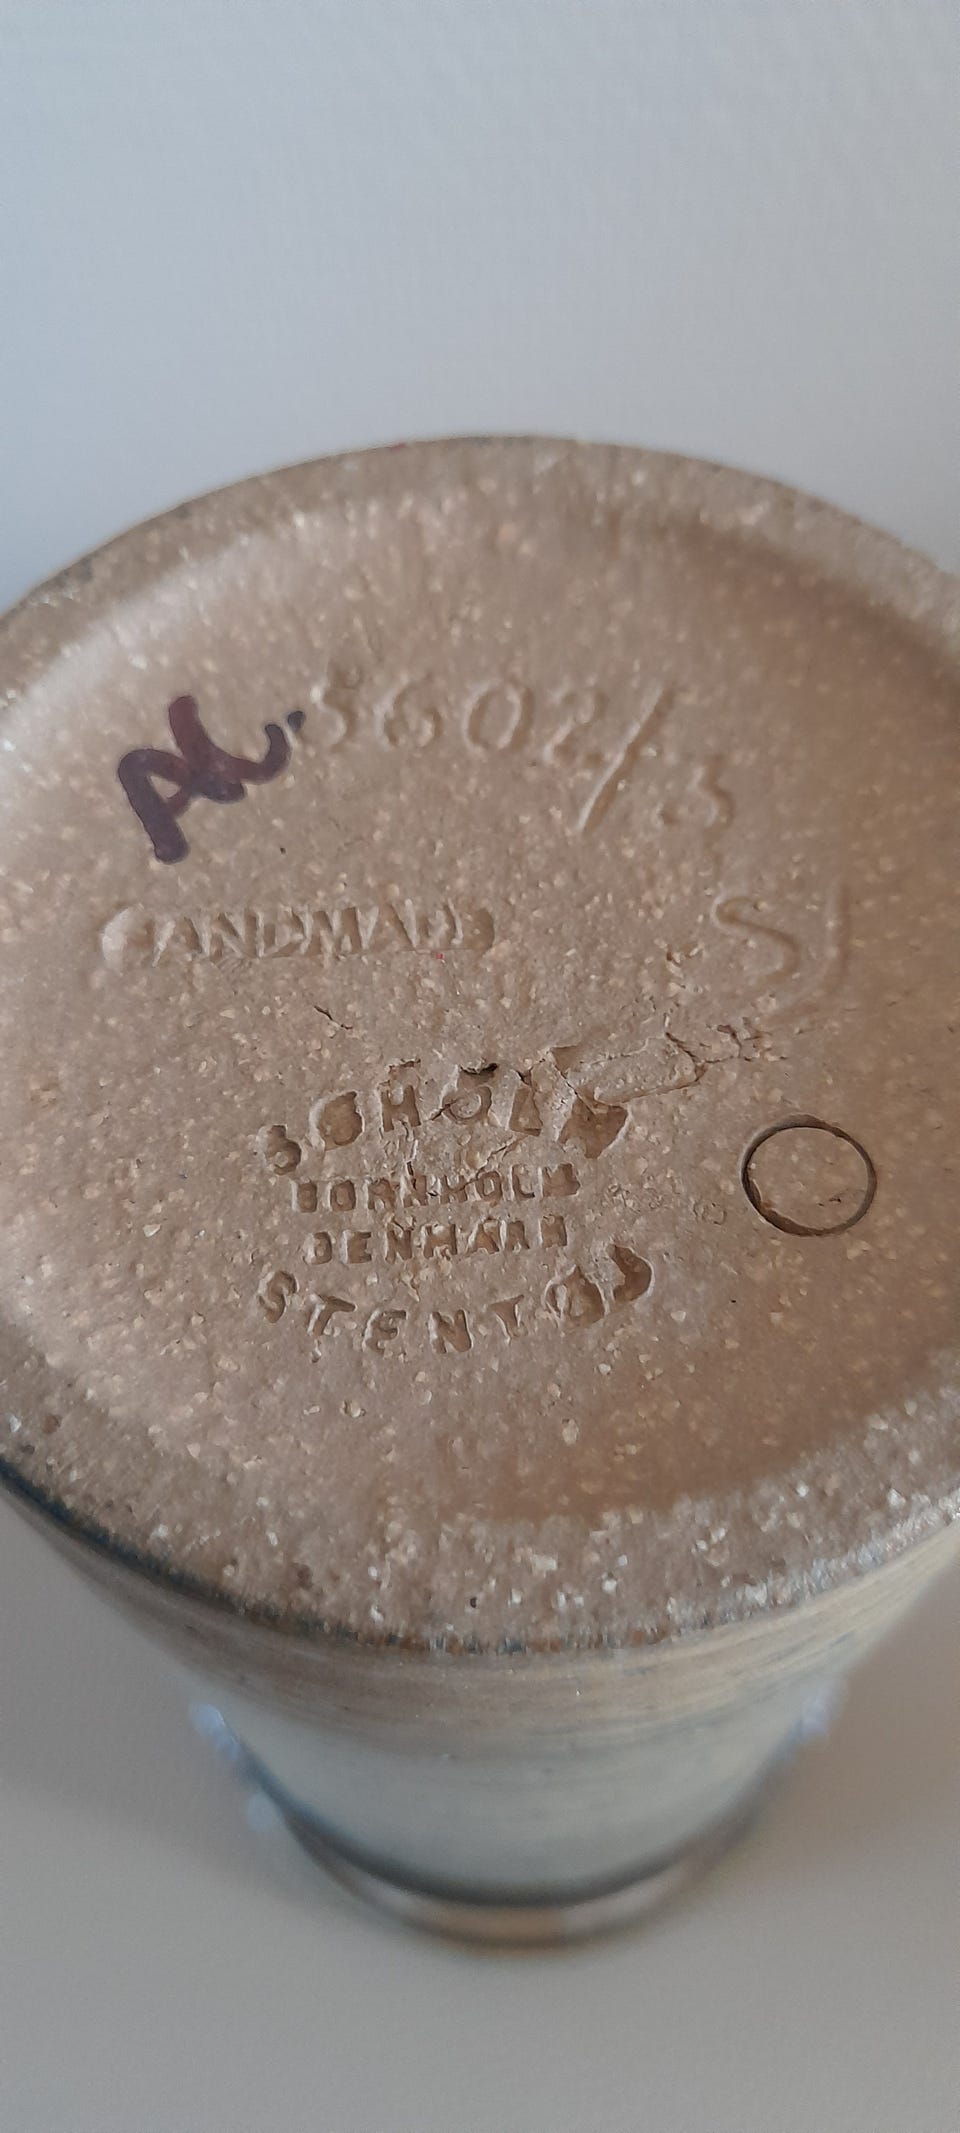 AL. 3602/3
HANDMADE SJ
SØHOLM
BORNHOLM
DENMARK
STENTØJ